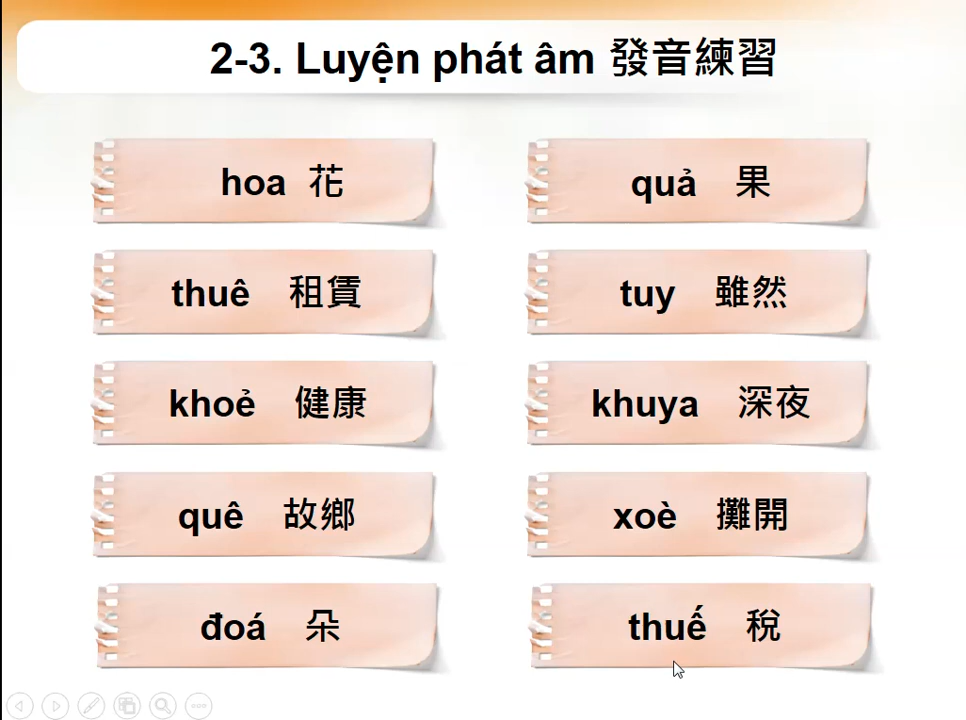 2-3. Luyện phát âm 發音練習
hoa 花
quả 果
thuê 租賃
tuy 雖然
khoẻ 健康
khuya 深夜
quê 故鄉
xoè 攤開
đoá 朵
thuế 稅